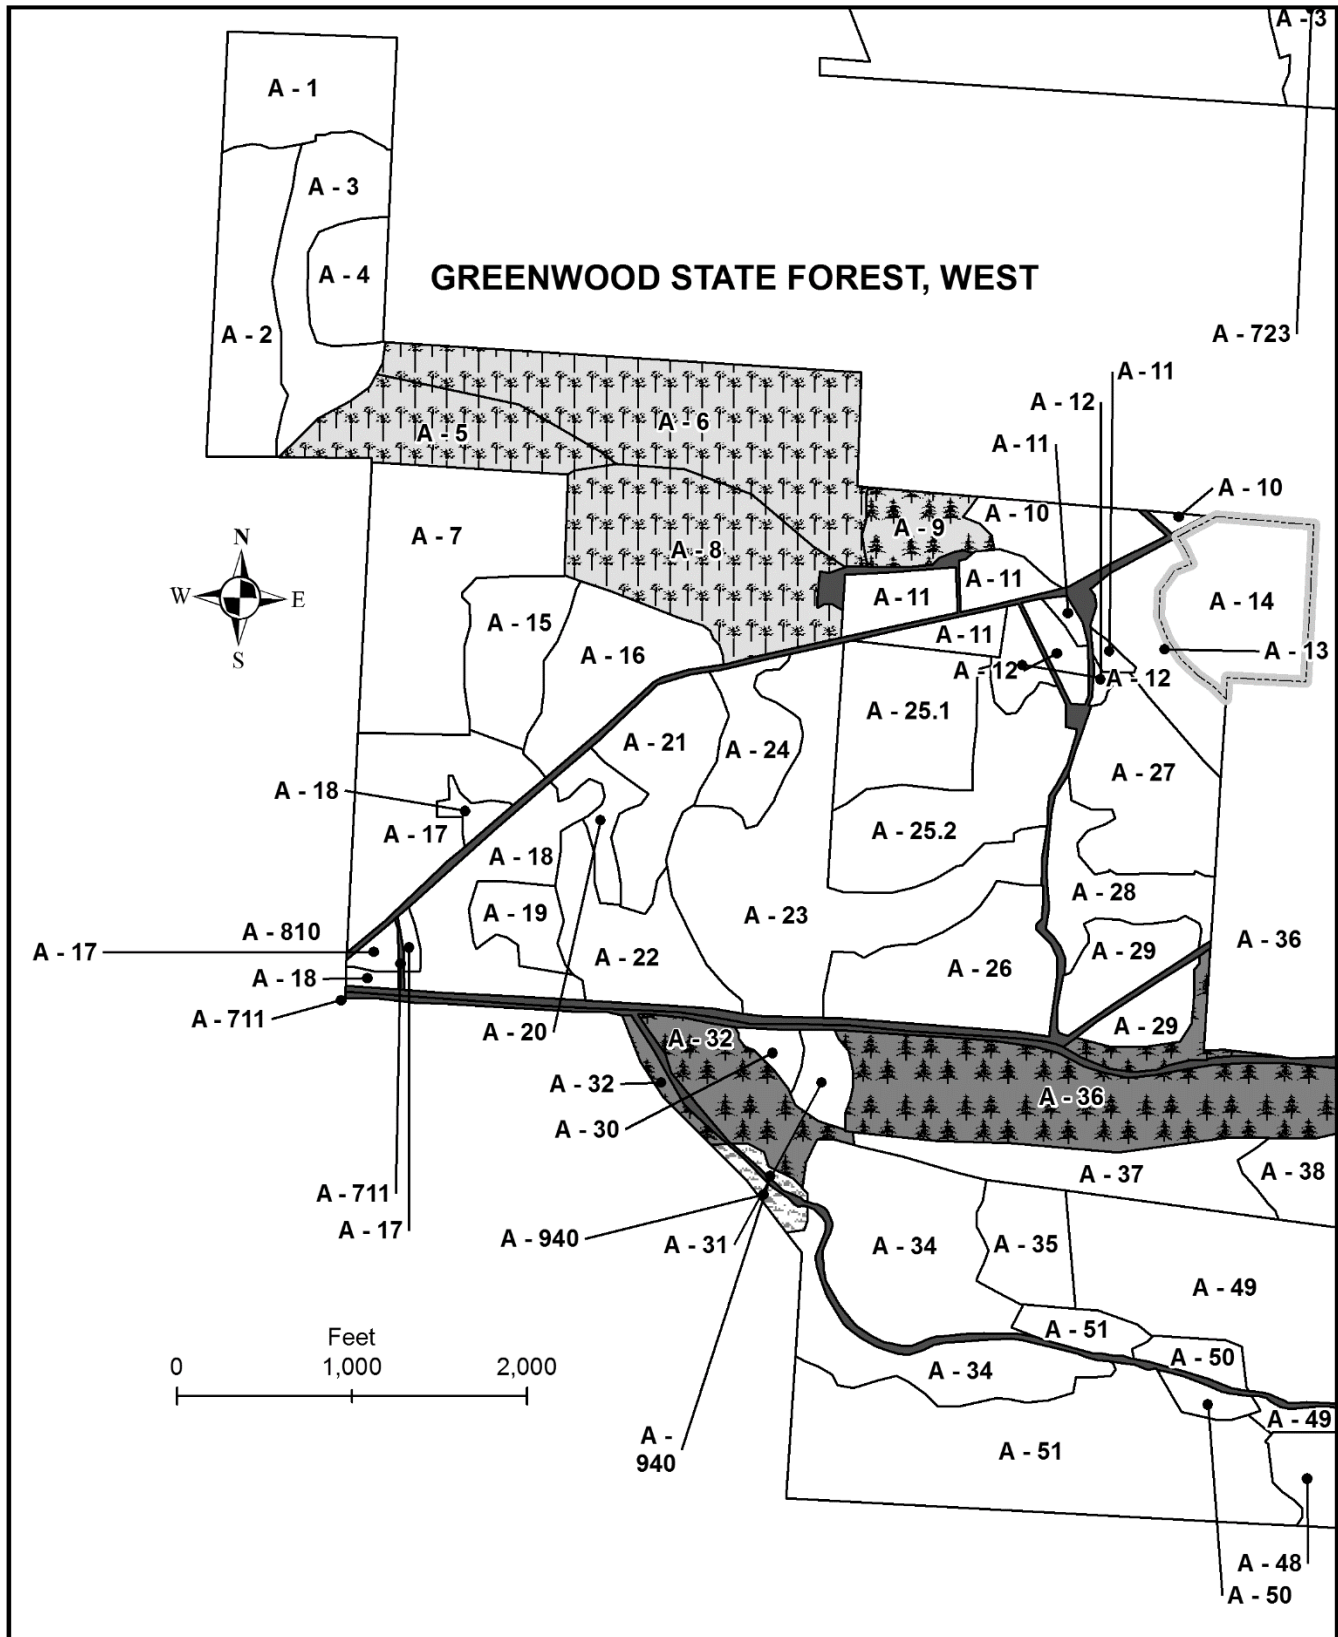 A - 3
A - 1
A - 3
A - 4
GREENWOOD STATE FOREST, WEST
A - 2
A - 723
A - 11
A - 12
A - 6
A - 5
A - 11
A - 10
A - 10
A - 9
A - 7
A - 8
N
W
E
S
A - 11
A - 11
A - 14
A - 15
A - 11
A - 16
A - 13
A - 12
A - 12
A - 25.1
A - 21
A - 24
A - 27
A - 18
A - 17
A - 25.2
A - 18
A - 28
A - 19
A - 23
A - 810
A - 36
A - 17
A - 29
A - 22
A - 26
A - 18
A - 711
A - 20
A - 29
A - 32
A - 32
A - 36
A - 30
A - 37
A - 38
A - 711
A - 17
A - 940
A - 31
A - 34
A - 35
A - 49
Feet
0
1,000
2,000
A - 51
A - 50
A - 34
A - 49
A -
940
A - 51
A - 48
A - 50